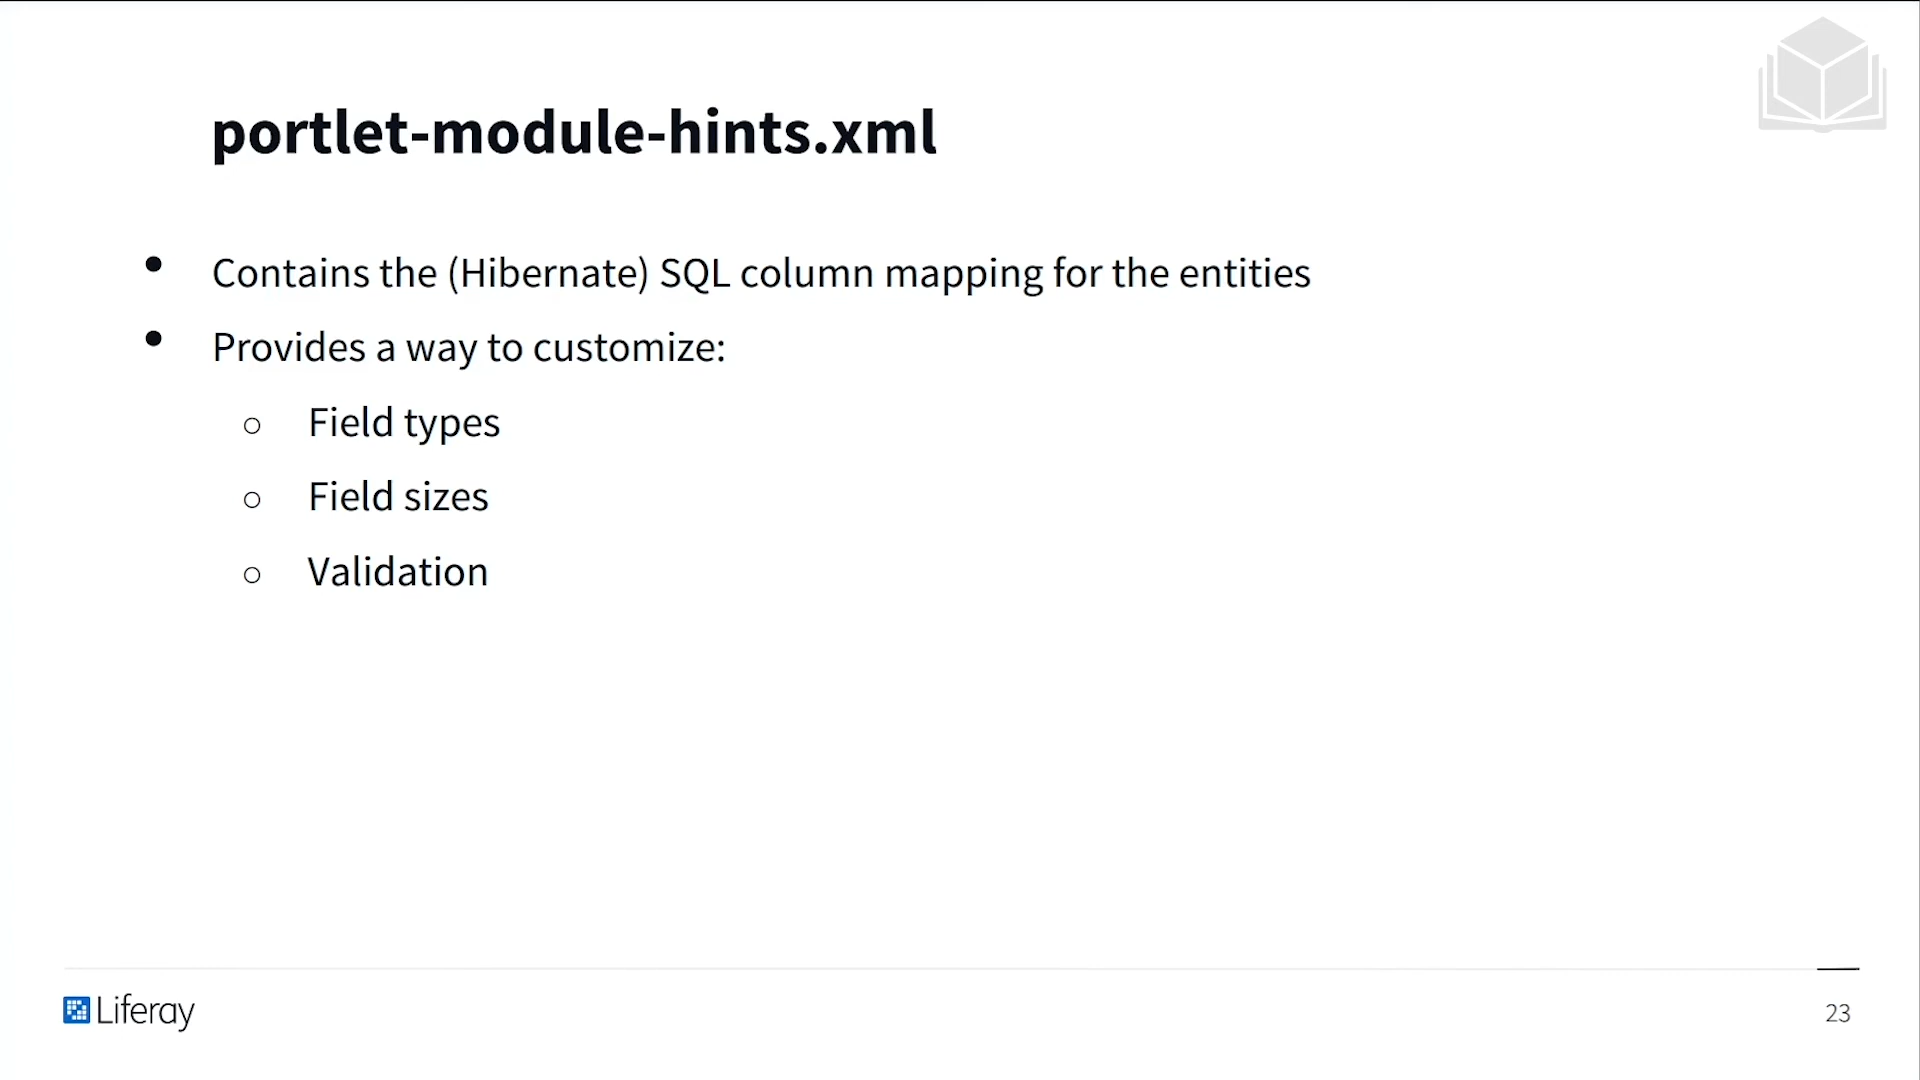 portlet-module-hints.xml
• Contains the (Hibernate) SQL column mapping for the entities
• Provides a way to customize:
○ Field types
○ Field sizes
○ Validation
Liferay
23